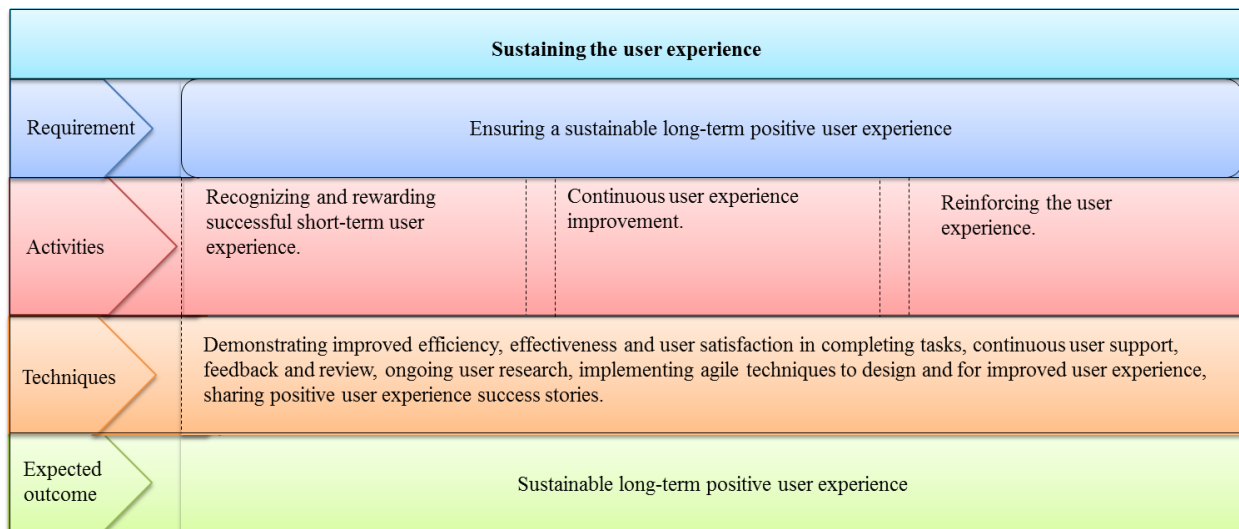 Sustaining the user experience
Requirement
Ensuring a sustainable long-term positive user experience
Activities
Recognizing and rewarding
successful short-term user
experience.
Continuous user experience
improvement.
Reinforcing the user
experience.
Techniques
Demonstrating improved efficiency, effectiveness and user satisfaction in completing tasks, continuous user support,
feedback and review, ongoing user research, implementing agile techniques to design and for improved user experience,
sharing positive user experience success stories.
Expected
outcome
Sustainable long-term positive user experience